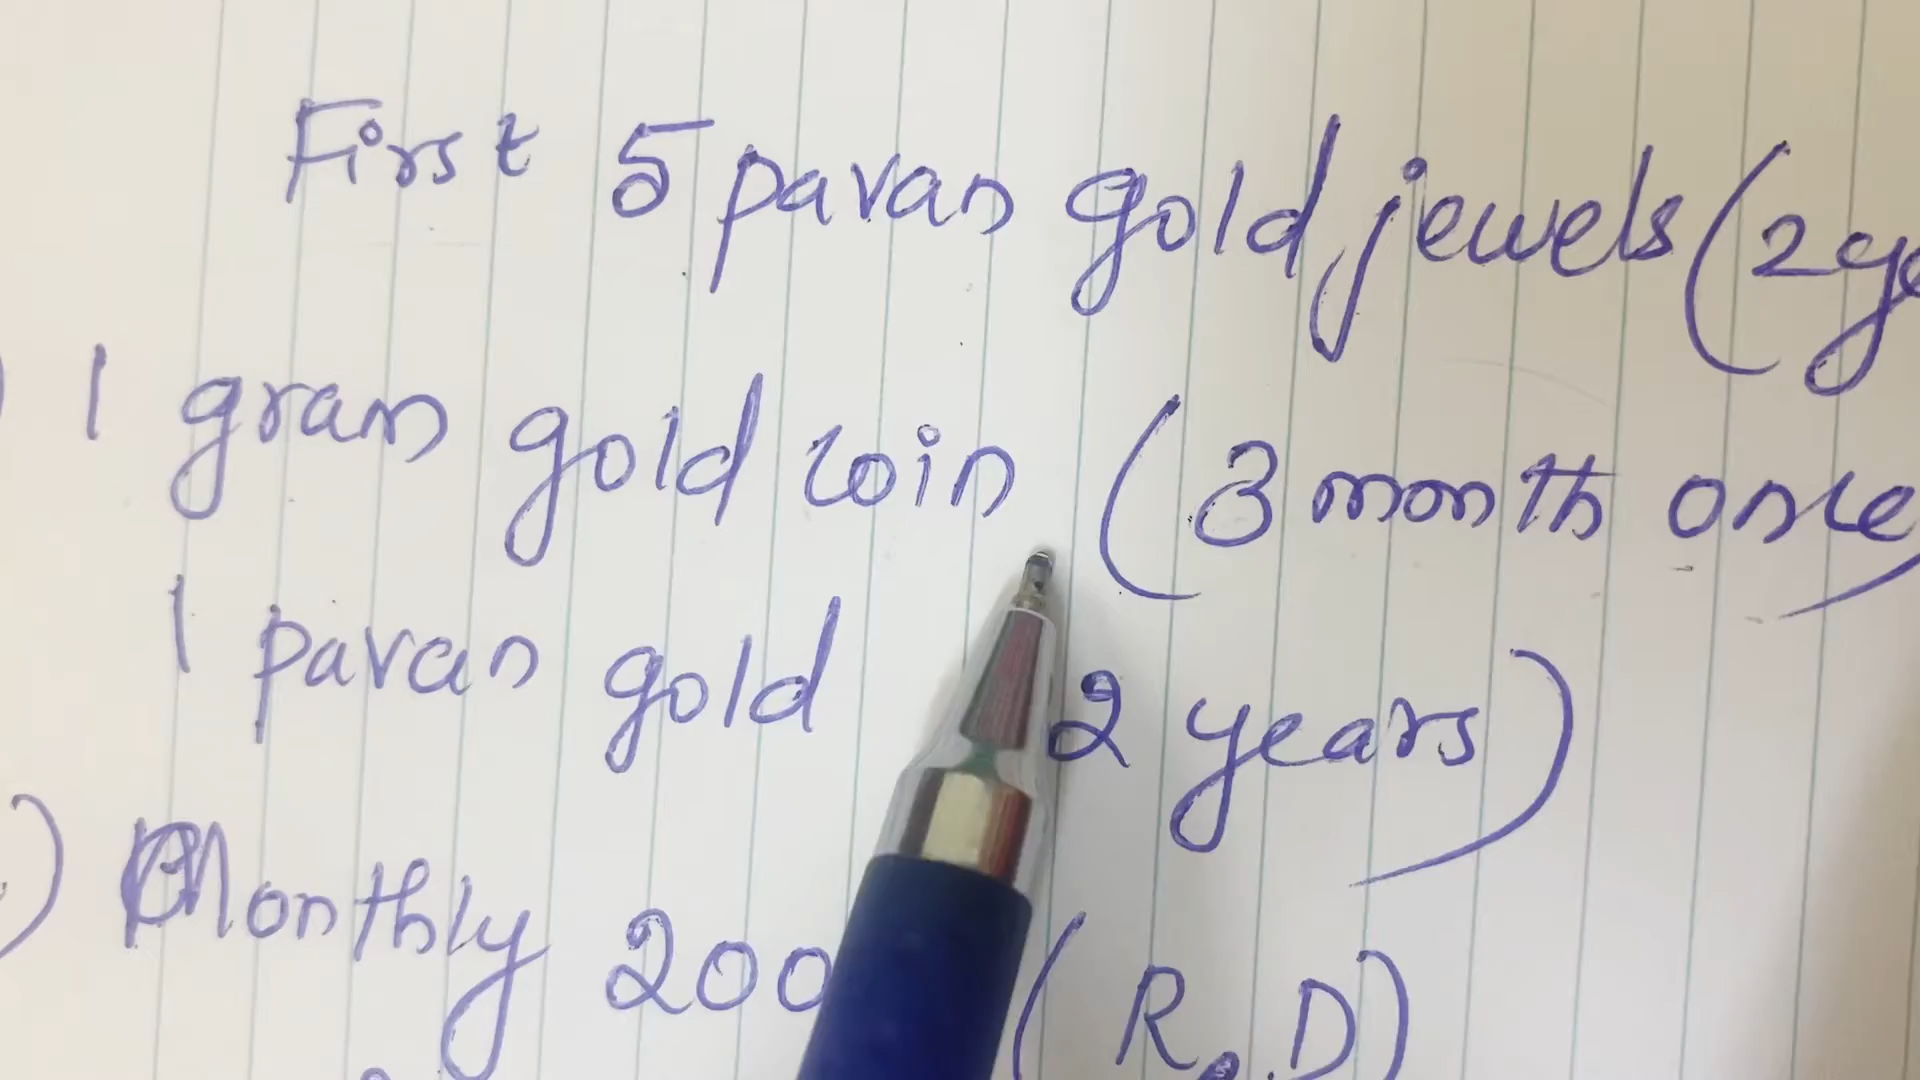 First 5 pavan gold jewels (2 ye
) 1 gram gold coin (3 month once)
1 pavan gold 2 years)
.) Monthly 200 (R.D)